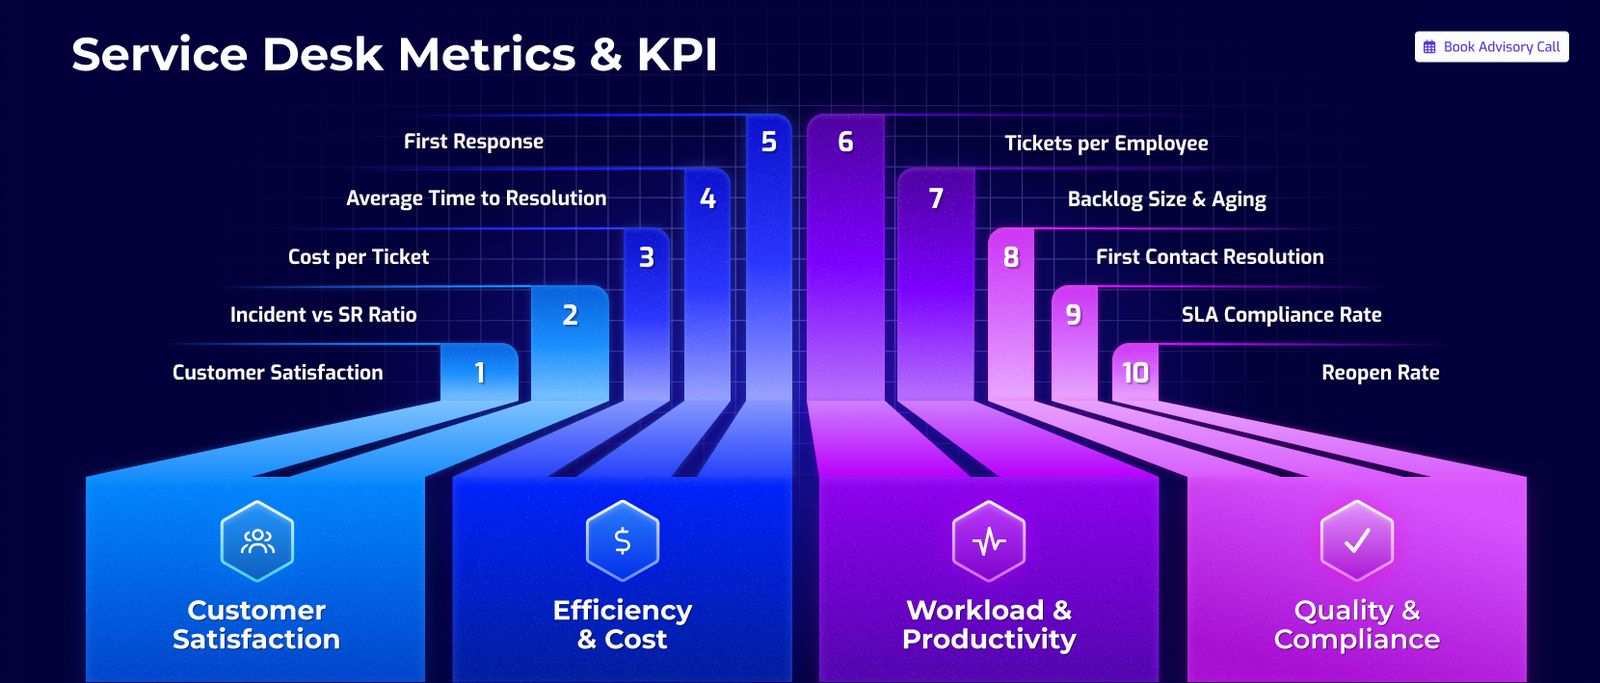 Service Desk Metrics & KPI
Book Advisory Call
First Response
5
6
Tickets per Employee
Average Time to Resolution
4
7
Backlog Size & Aging
Cost per Ticket
3
8
First Contact Resolution
Incident vs SR Ratio
2
9
SLA Compliance Rate
Customer Satisfaction
1
10
Reopen Rate
$
Customer
Satisfaction
Efficiency
& Cost
Workload &
Productivity
Quality &
Compliance